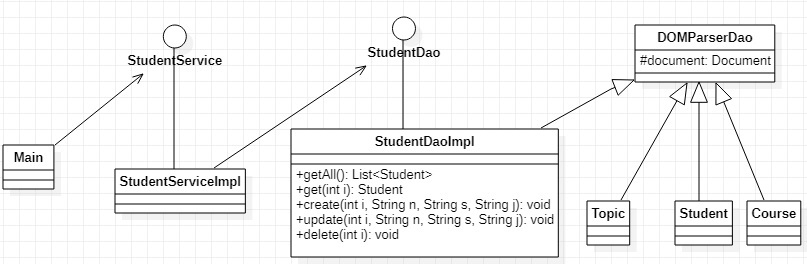 StudentService
StudentDao
DOMParserDao
#document: Document
Main
StudentServiceImpl
StudentDaoImpl
+getAll(): List<Student>
+get(int i): Student
+create(int i, String n, String s, String j): void
+update(int i, String n, String s, String j): void
+delete(int i): void
Topic
Student
Course